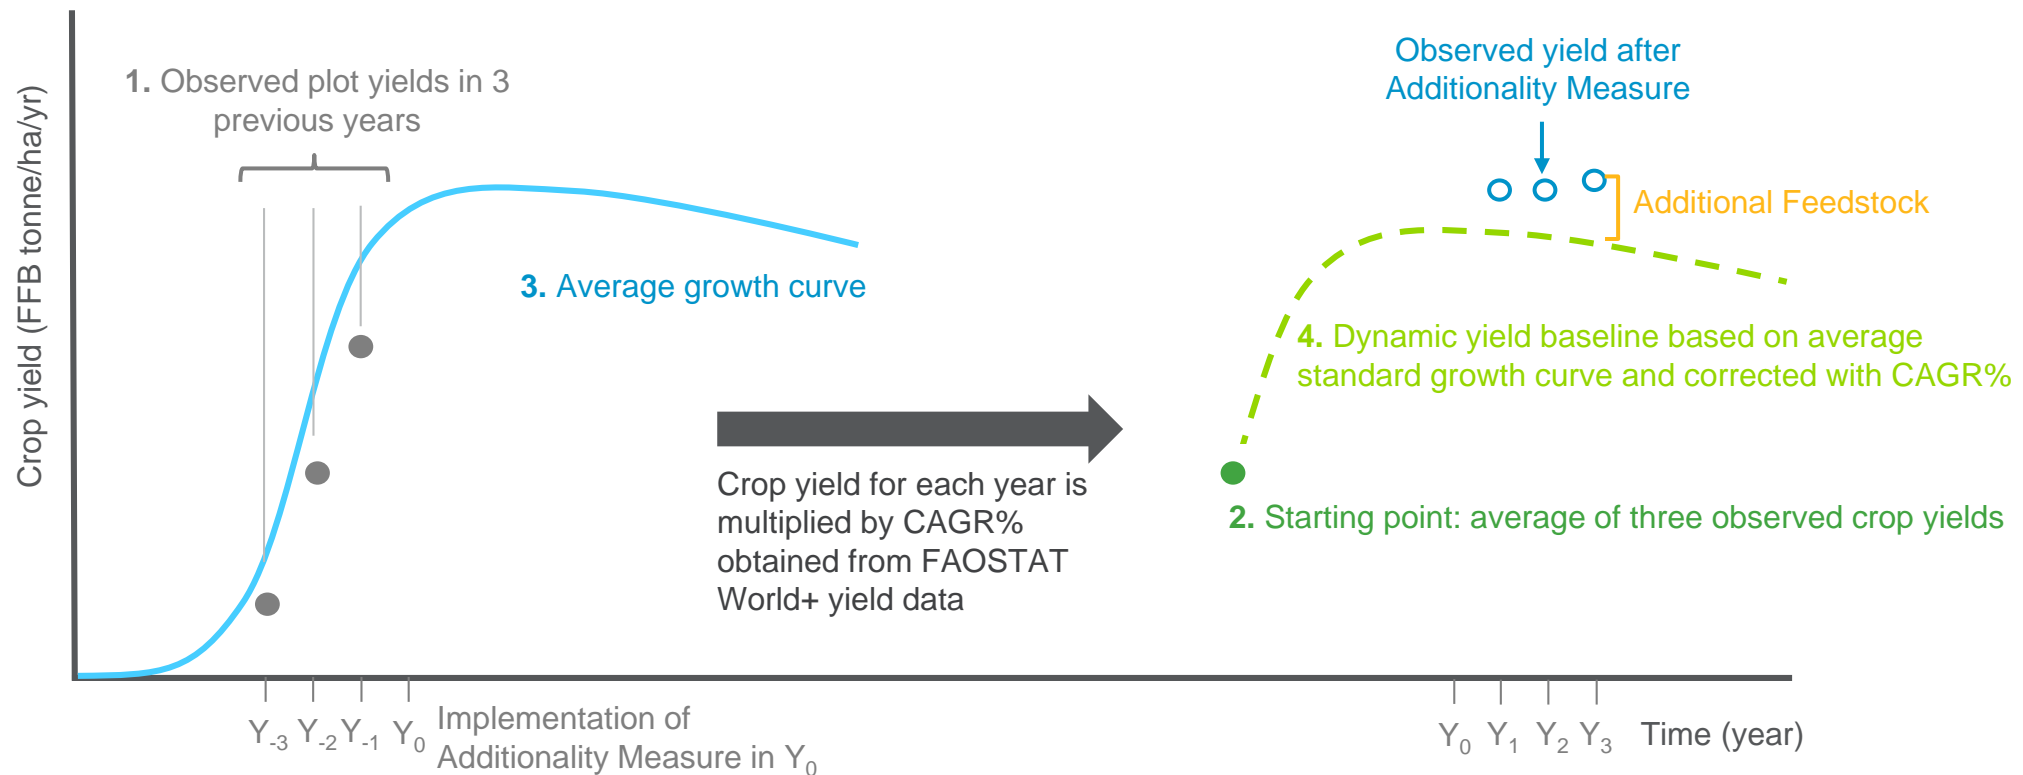 Crop yield (FFB tonne/ha/yr)
1. Observed plot yields in 3
previous years
3. Average growth curve
Crop yield for each year is
multiplied by CAGR%
obtained from FAOSTAT
World+ yield data
Observed yield after
Additionality Measure
Additional Feedstock
4. Dynamic yield baseline based on average
standard growth curve and corrected with CAGR%
2. Starting point: average of three observed crop yields
Y-3 Y-2 Y-1 Y0
Implementation of
Additionality Measure in Y0
Y0 Y1 Y2 Y3
Time (year)